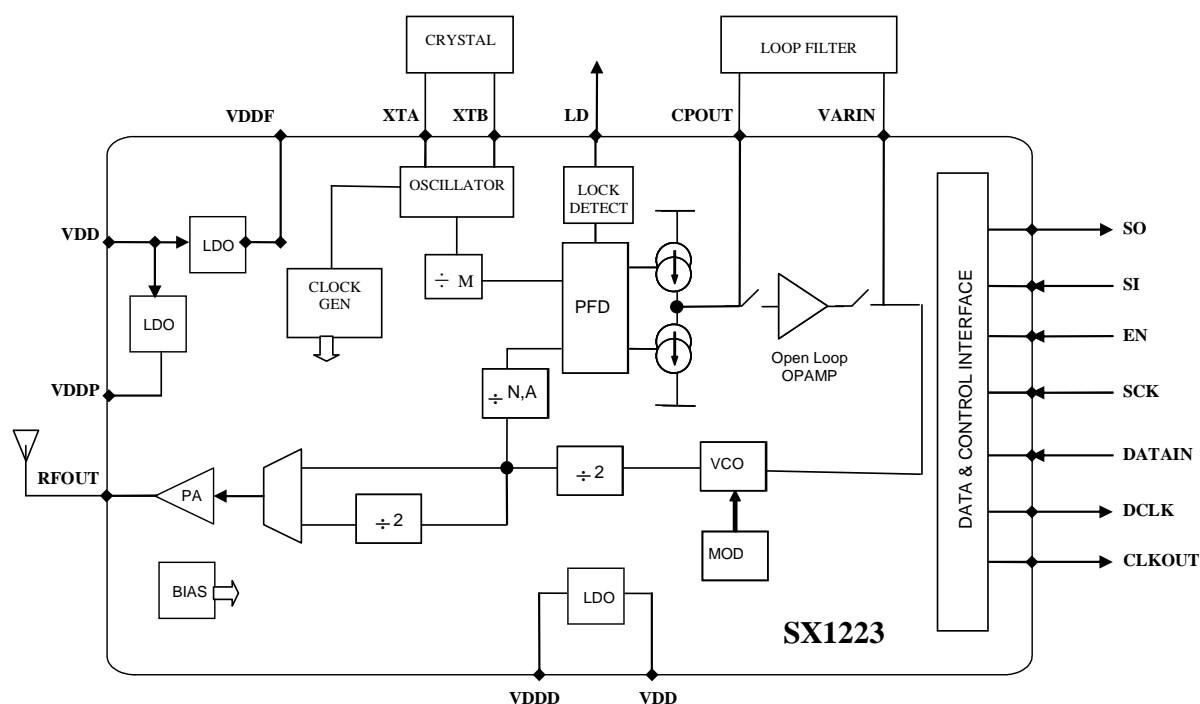 CRYSTAL
LOOP FILTER
VDDF
XTA
XTB
LD
CPOUT
VARIN
OSCILLATOR
LOCK
DETECT
VDD
LDO
SO
CLOCK
GEN
÷ M
PFD
SI
LDO
EN
Open Loop
OPAMP
VDDP
÷ N,A
SCK
DATA & CONTROL INTERFACE
RFOUT
PA
÷2
VCO
DATAIN
÷2
DCLK
MOD
CLKOUT
BIAS
LDO
SX1223
VDDD
VDD